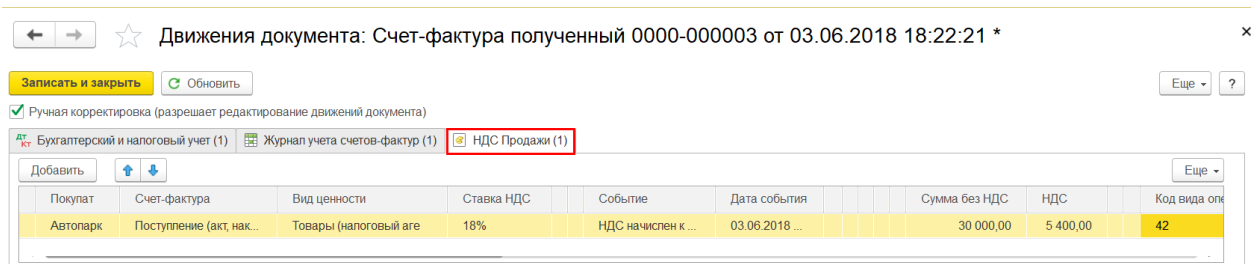 Движения документа: Счет-фактура полученный 0000-000003 от 03.06.2018 18:22:21 *
Записать и закрыть Обновить Еще ?
Ручная корректировка (разрешает редактирование движений документа)
Дт Кт Бухгалтерский и налоговый учет (1) Журнал учета счетов-фактур (1) НДС Продажи (1)
Добавить Еще
Покупат Счет-фактура Вид ценности Ставка НДС Событие Дата события Сумма без НДС НДС Код вида опе
Автопарк Поступление (акт, нак... Товары (налоговый аге 18% НДС начислен к ... 03.06.2018 ... 30 000,00 5 400,00 42